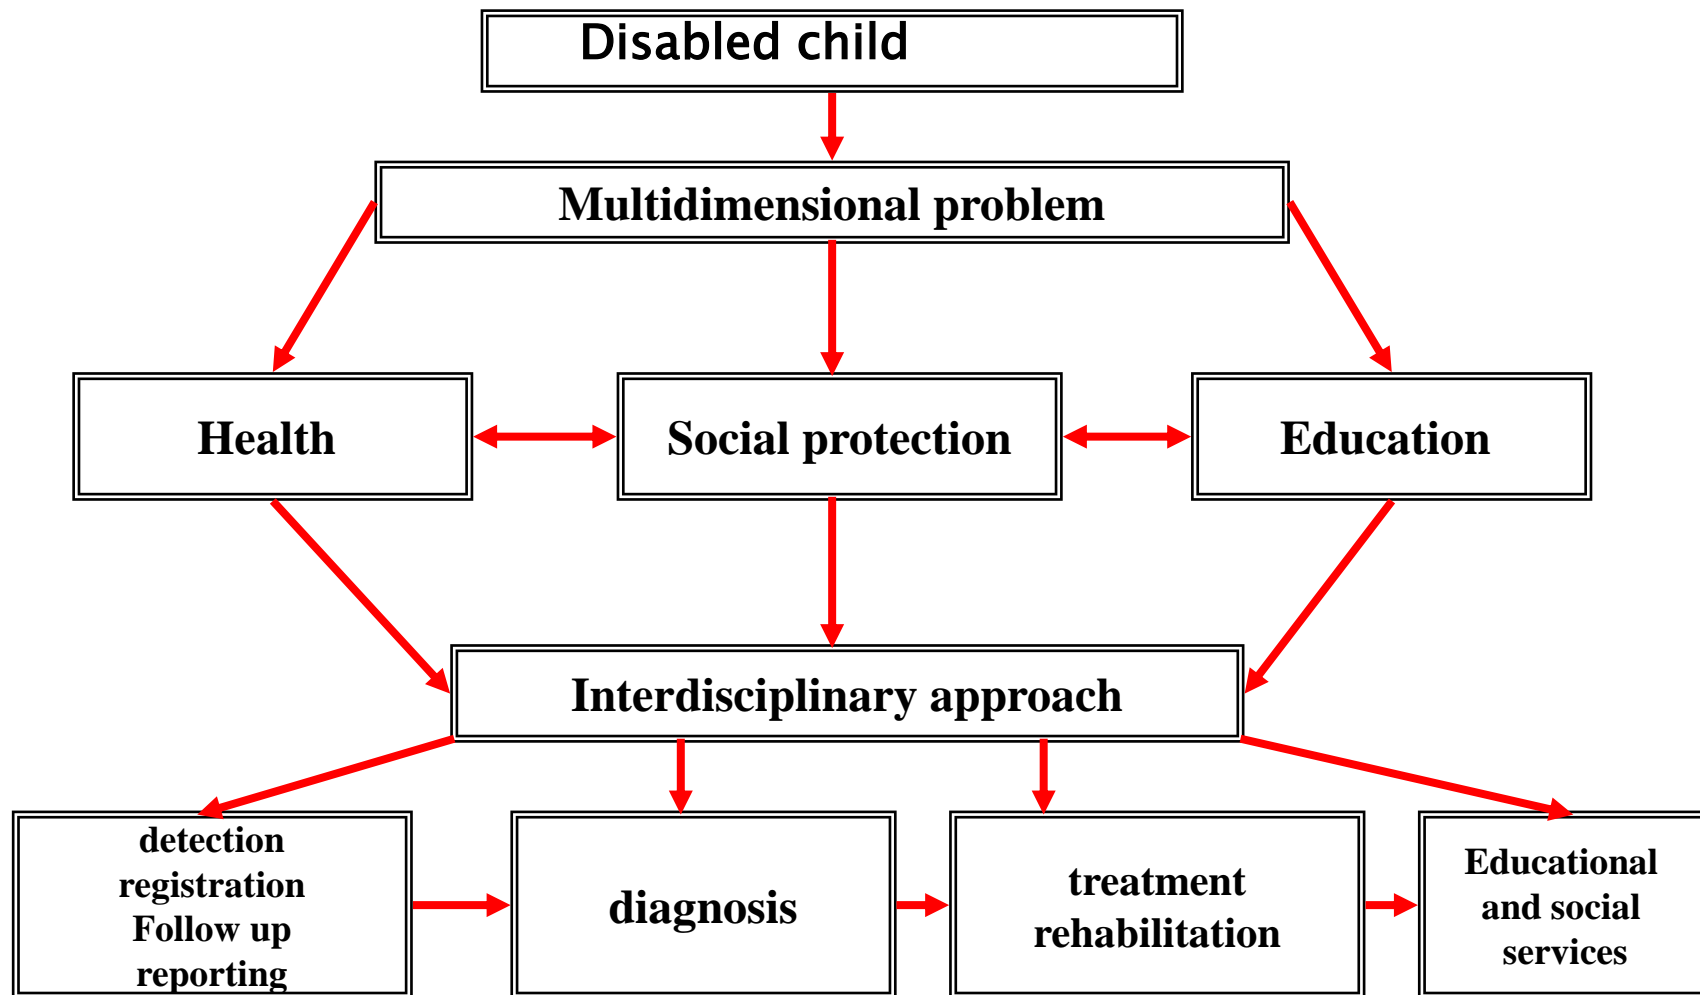 Disabled child
Multidimensional problem
Health
Social protection
Education
Interdisciplinary approach
detection
registration
Follow up
reporting
diagnosis
treatment
rehabilitation
Educational
and social
services